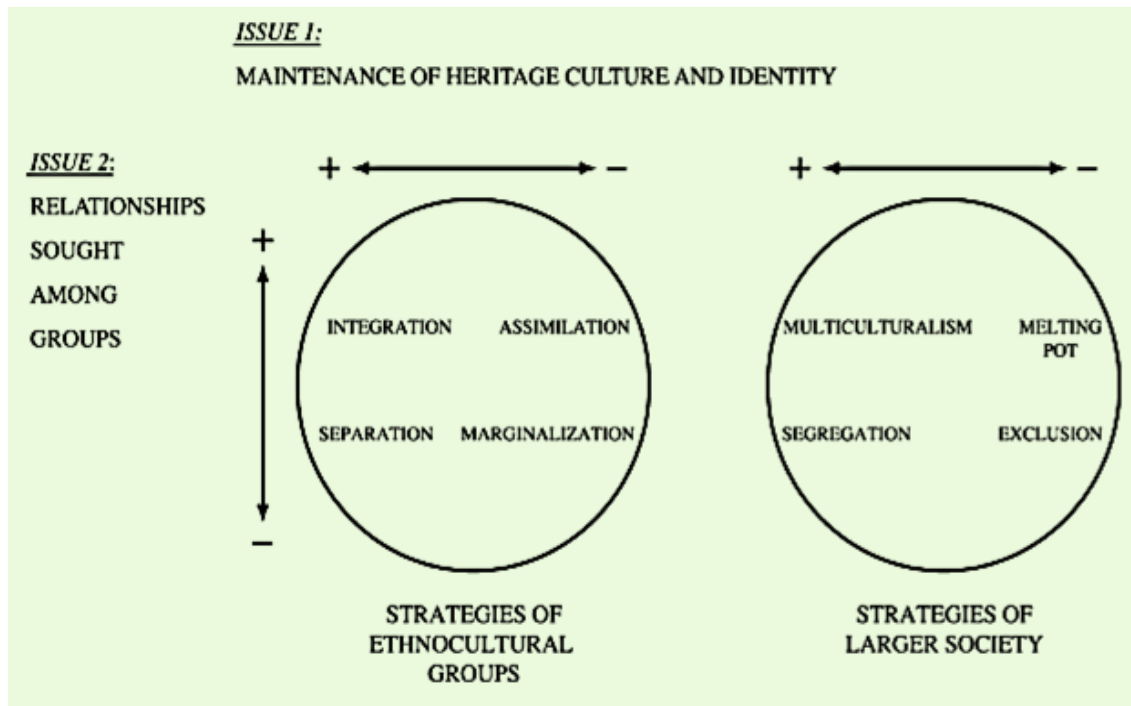 ISSUE 1:
MAINTENANCE OF HERITAGE CULTURE AND IDENTITY
ISSUE 2:
RELATIONSHIPS
SOUGHT
AMONG
GROUPS
+ −
+ −
+
−
INTEGRATION ASSIMILATION
SEPARATION MARGINALIZATION
STRATEGIES OF
ETHNOCULTURAL
GROUPS
MULTICULTURALISM MELTING
POT
SEGREGATION EXCLUSION
STRATEGIES OF
LARGER SOCIETY